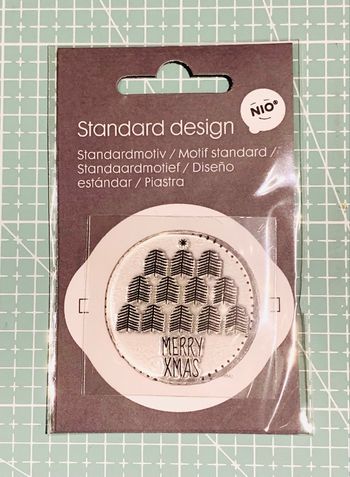 NIO®
Standard design
Standardmotiv / Motif standard /
Standaardmotief / Diseño
estándar / Piastra
MERRY
XMAS